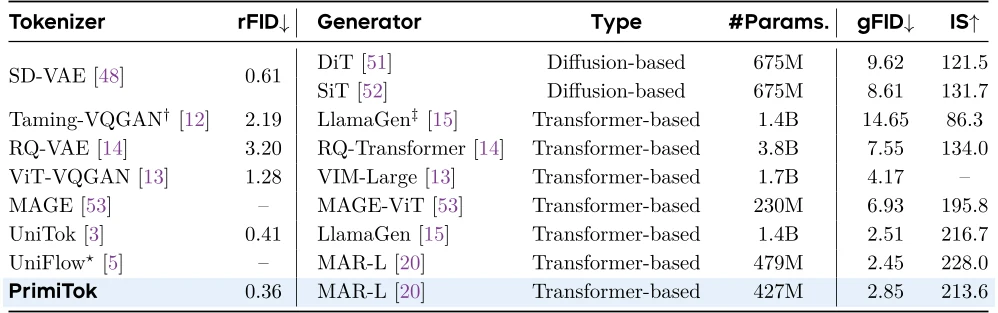 Tokenizer rFID↓ Generator Type #Params. gFID↓ IS↑
SD-VAE [48] 0.61 DiT [51] Diffusion-based 675M 9.62 121.5
SiT [52] Diffusion-based 675M 8.61 131.7
Taming-VQGAN† [12] 2.19 LlamaGen‡ [15] Transformer-based 1.4B 14.65 86.3
RQ-VAE [14] 3.20 RQ-Transformer [14] Transformer-based 3.8B 7.55 134.0
ViT-VQGAN [13] 1.28 VIM-Large [13] Transformer-based 1.7B 4.17 –
MAGE [53] – MAGE-ViT [53] Transformer-based 230M 6.93 195.8
UniTok [3] 0.41 LlamaGen [15] Transformer-based 1.4B 2.51 216.7
UniFlow⋆ [5] – MAR-L [20] Transformer-based 479M 2.45 228.0
PrimiTok 0.36 MAR-L [20] Transformer-based 427M 2.85 213.6